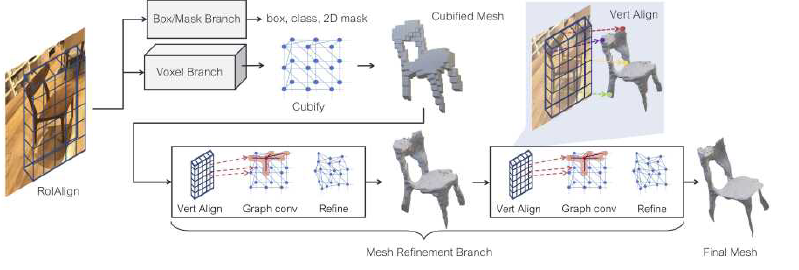 Box/Mask Branch
box, class, 2D mask
Cubified Mesh
Vert Align
Voxel Branch
Cubify
RoIAlign
Vert Align
Graph conv
Refine
Vert Align
Graph conv
Refine
Mesh Refinement Branch
Final Mesh